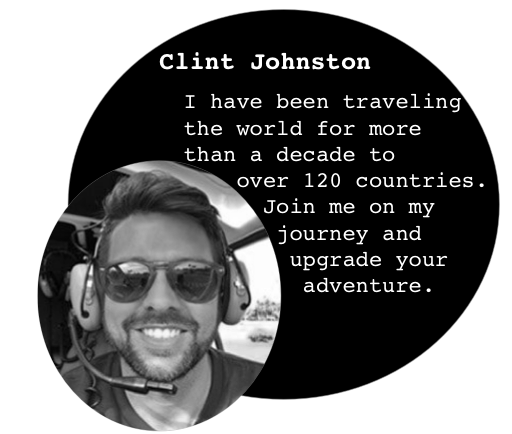 Clint Johnston
I have been traveling
the world for more
than a decade to
over 120 countries.
Join me on my
journey and
upgrade your
adventure.